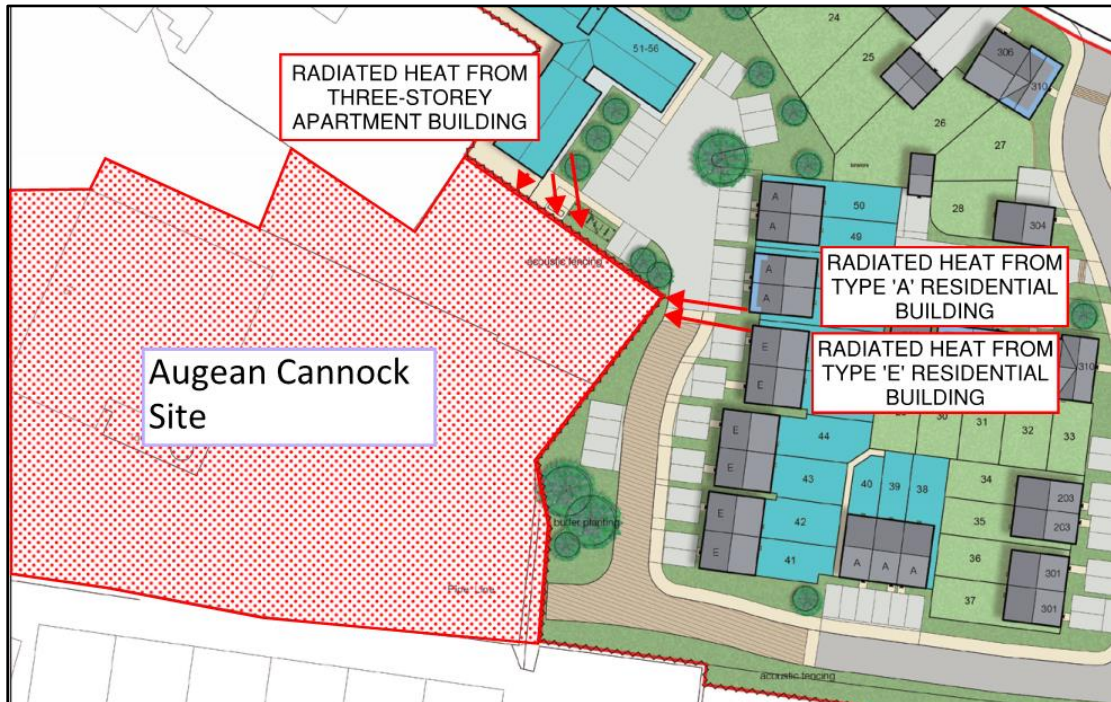 24
51-56
306
25
RADIATED HEAT FROM
THREE-STOREY
APARTMENT BUILDING
310
26
27
A
50
28
A
304
49
acoustic fencing
A
A
RADIATED HEAT FROM
TYPE 'A' RESIDENTIAL
BUILDING
E
RADIATED HEAT FROM
TYPE 'E' RESIDENTIAL
BUILDING
310
E
Augean Cannock
Site
30
31
32
33
E
44
34
E
43
40
39
38
203
203
35
buffer planting
E
42
E
41
A
A
A
36
301
37
301
Pipe Line
acoustic fencing